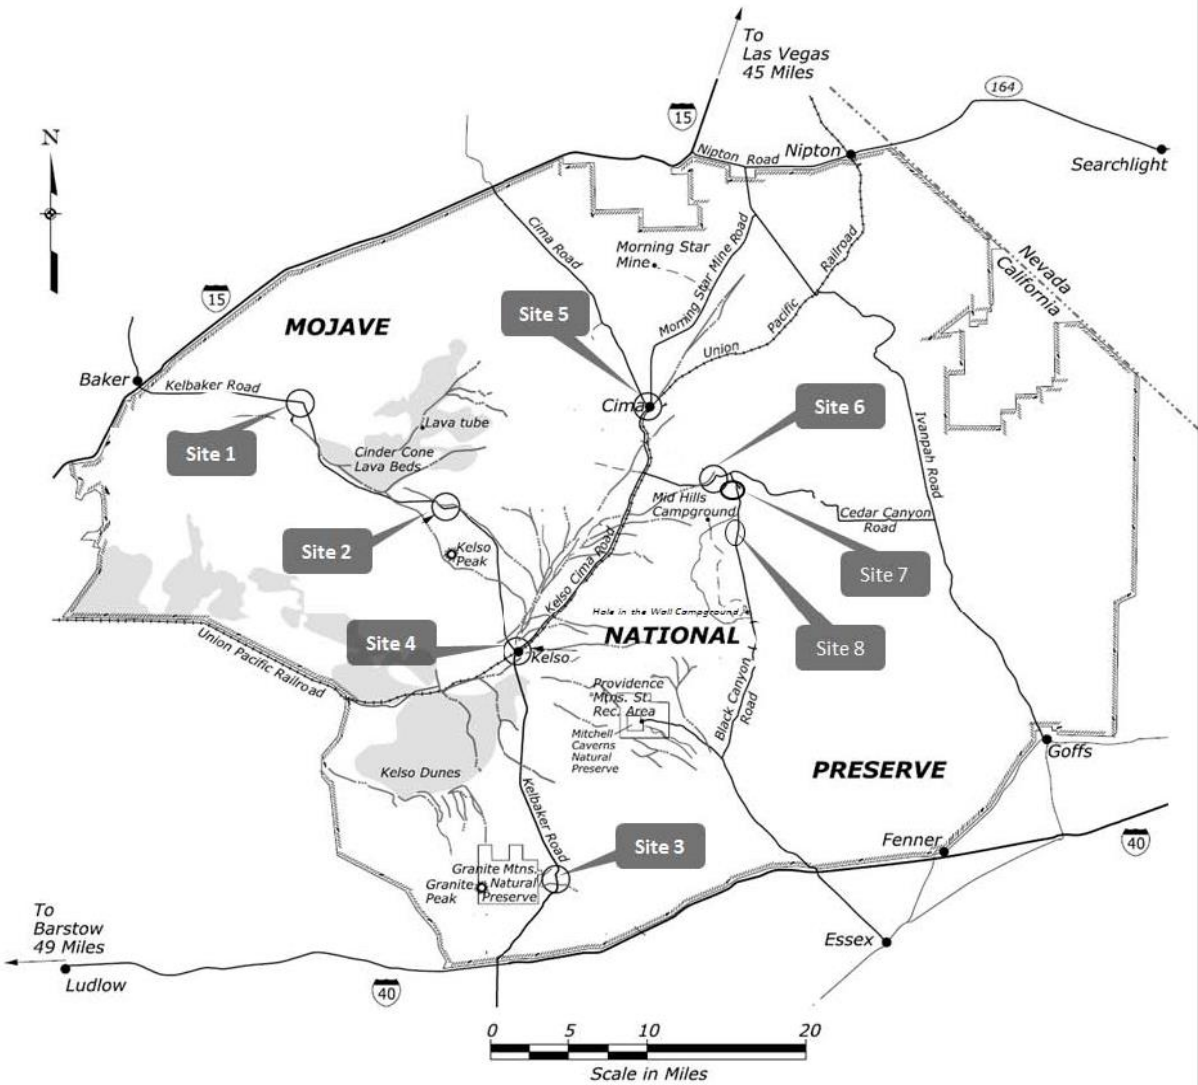 To
Las Vegas
45 Miles
15
164
N
Nipton Road
Nipton
Searchlight
Cima Road
Morning Star
Mine
Morning Star Mine Road
Railroad
Pacific
Union
Nevada
California
15
MOJAVE
Site 5
Baker
Kelbaker Road
Cima
Site 6
Site 1
Lava tube
Cinder Cone
Lava Beds
Ivanpah Road
Mid Hills
Campground
Cedar Canyon
Road
Site 2
Kelso
Peak
Kelso Cima Road
Site 7
Hole in the Wall Campground
Site 4
NATIONAL
Site 8
Union Pacific Railroad
Kelso
Providence
Mtns. St.
Rec. Area
Black Canyon
Road
Mitchell
Caverns
Natural
Preserve
Goffs
Kelso Dunes
PRESERVE
Kelbaker Road
Site 3
Fenner
40
Granite Mtns.
Natural
Preserve
Granite
Peak
To
Barstow
49 Miles
Essex
Ludlow
40
0 5 10 20
Scale in Miles